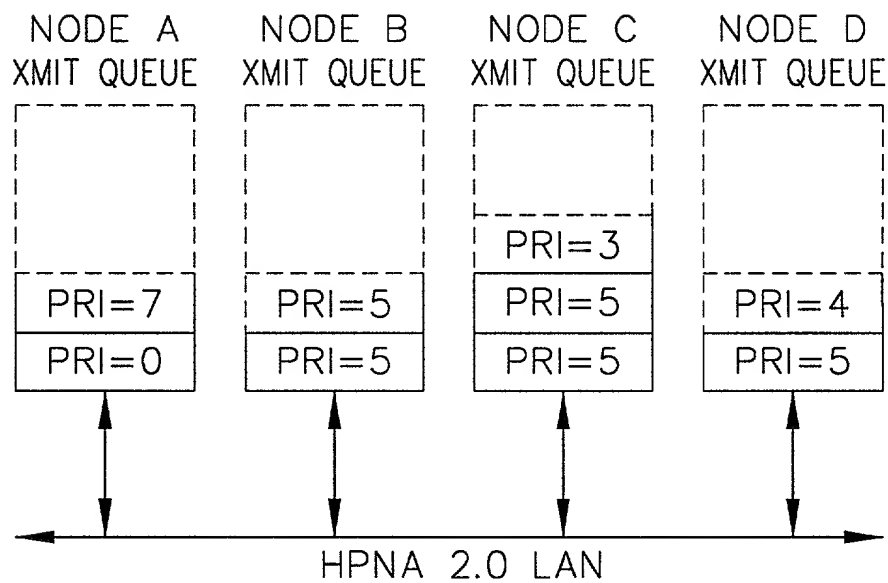 NODE A NODE B NODE C NODE D
XMIT QUEUE XMIT QUEUE XMIT QUEUE XMIT QUEUE
PRI=3
PRI=7 PRI=5 PRI=5 PRI=4
PRI=0 PRI=5 PRI=5 PRI=5
HPNA 2.0 LAN